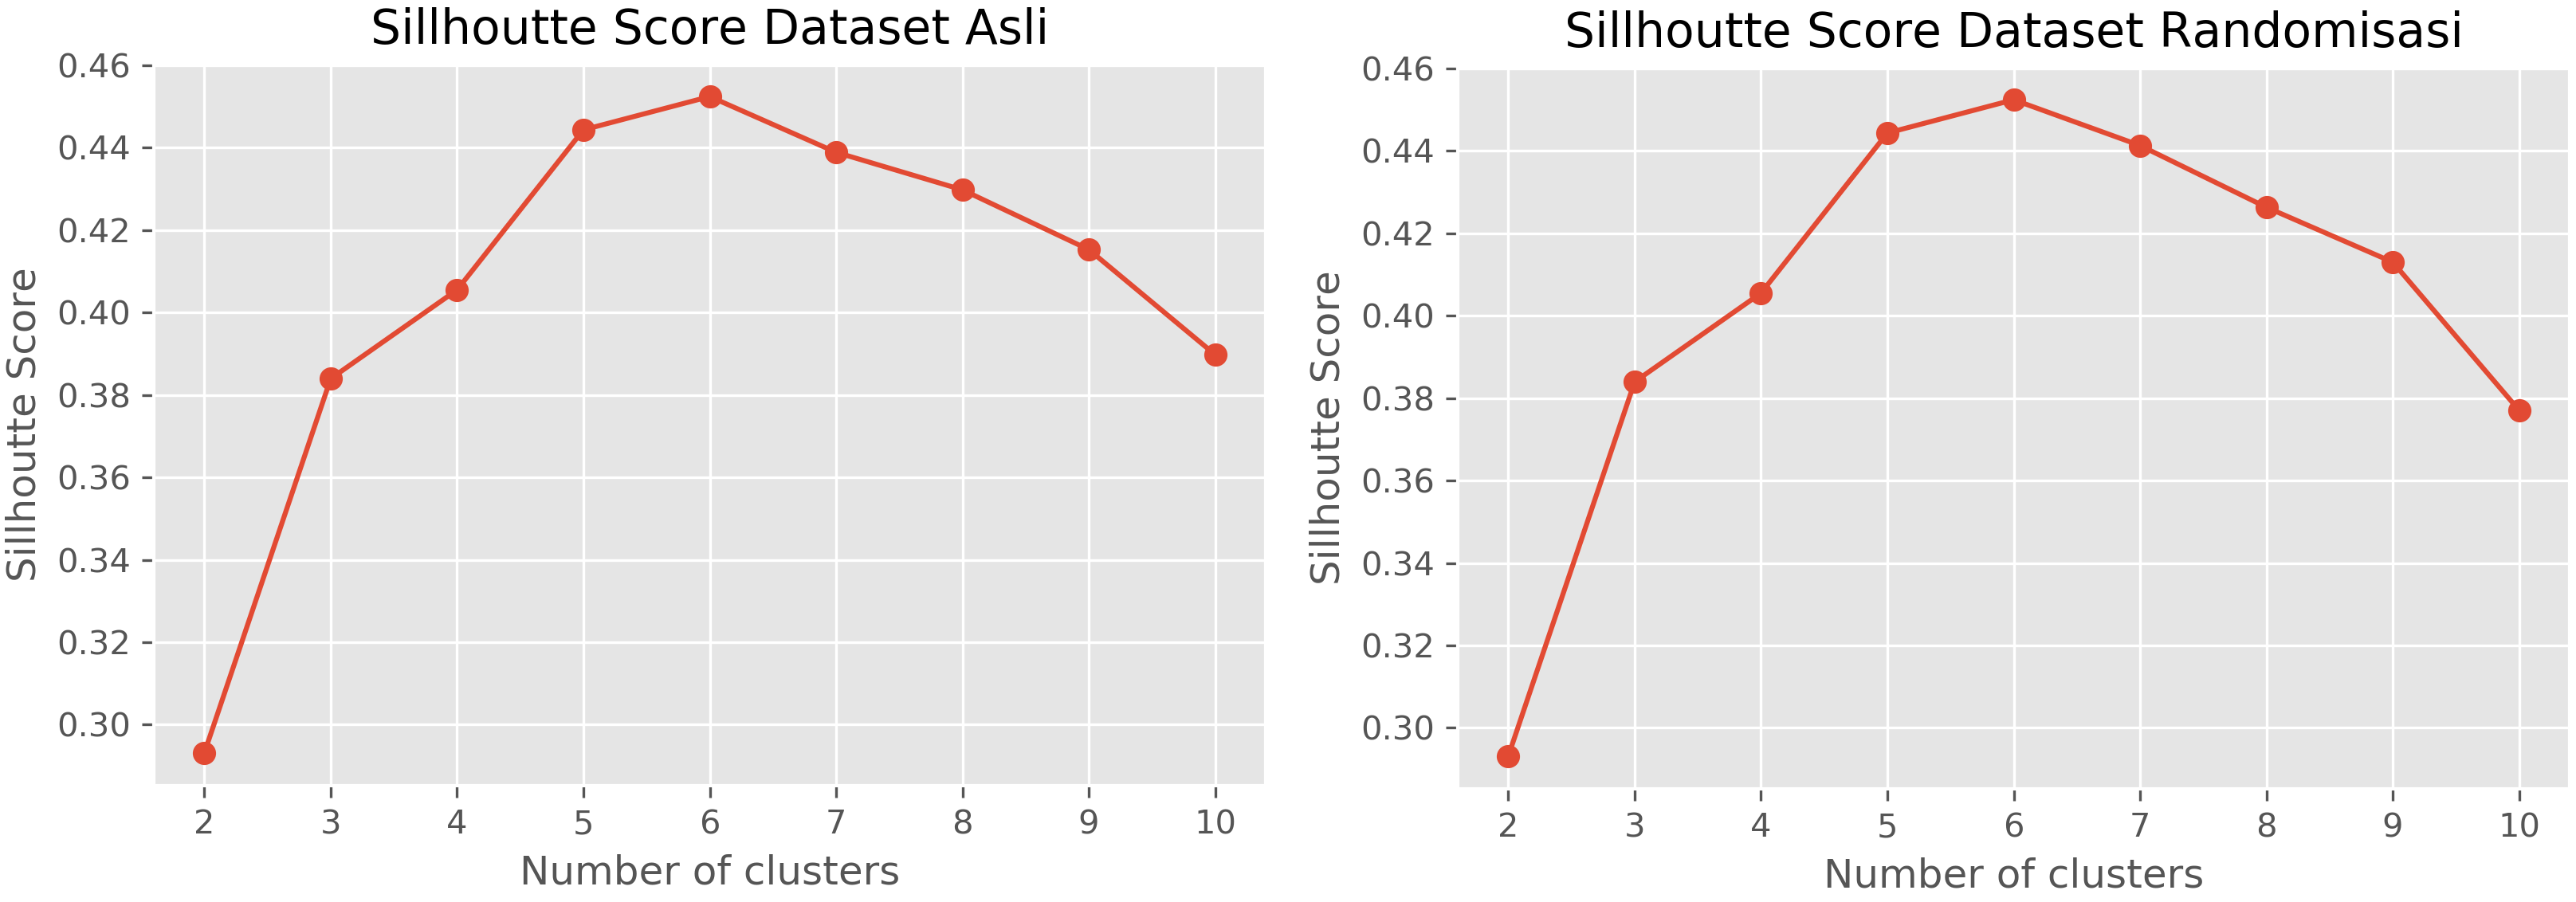 Sillhoutte Score Dataset Asli
0.46
0.44
0.42
0.40
0.38
0.36
0.34
0.32
0.30
Sillhoutte Score
2 3 4 5 6 7 8 9 10
Number of clusters
Sillhoutte Score Dataset Randomisasi
0.46
0.44
0.42
0.40
0.38
0.36
0.34
0.32
0.30
Sillhoutte Score
2 3 4 5 6 7 8 9 10
Number of clusters